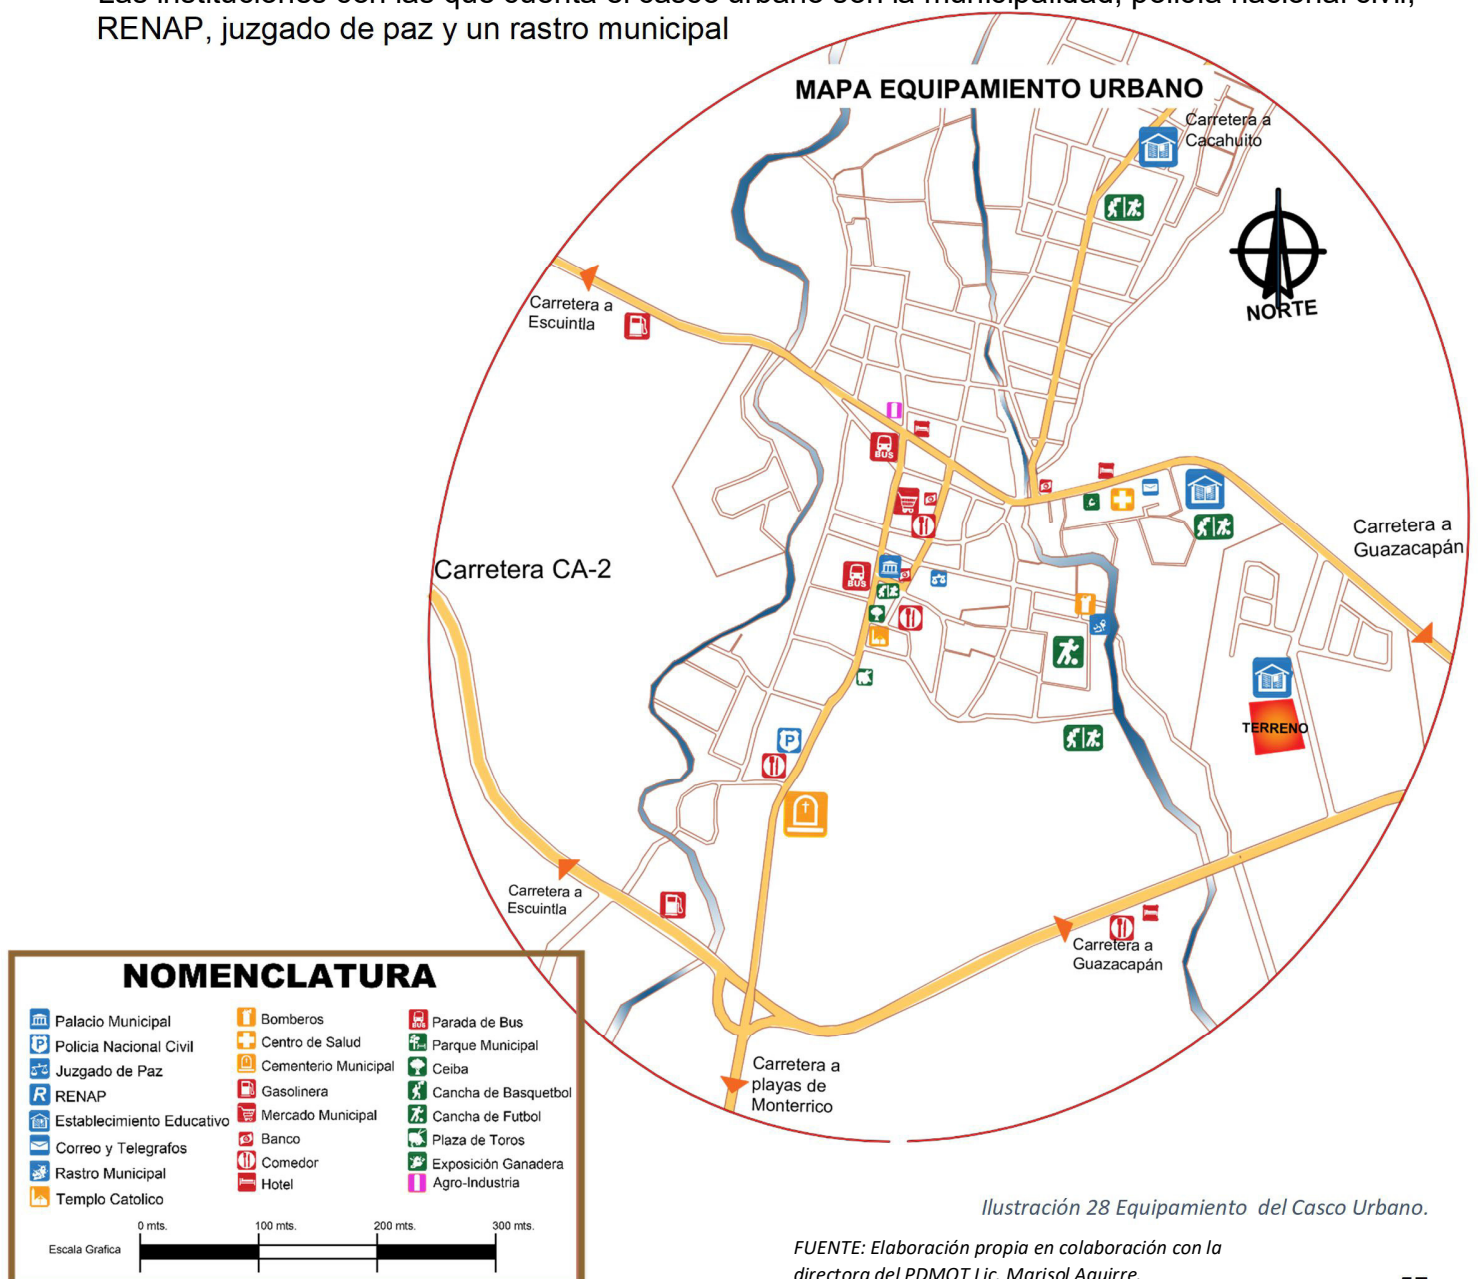 RENAP, juzgado de paz y un rastro municipal
MAPA EQUIPAMIENTO URBANO
Carretera a
Cacahuito
NORTE
Carretera a
Escuintla
BUS
Carretera a
Guazacapán
Carretera CA-2
BUS
TERRENO
P
Carretera a
Escuintla
Carretera a
Guazacapán
Carretera a
playas de
Monterrico
NOMENCLATURA
Palacio Municipal
Policia Nacional Civil
Juzgado de Paz
R RENAP
Establecimiento Educativo
Correo y Telegrafos
Rastro Municipal
Templo Catolico
Bomberos
Centro de Salud
Cementerio Municipal
Gasolinera
Mercado Municipal
Banco
Comedor
Hotel
Parada de Bus
Parque Municipal
Ceiba
Cancha de Basquetbol
Cancha de Futbol
Plaza de Toros
Exposición Ganadera
Agro-Industria
0 mts. 100 mts. 200 mts. 300 mts.
Escala Grafica
Ilustración 28 Equipamiento del Casco Urbano.
FUENTE: Elaboración propia en colaboración con la
directora del PDMOT Lic. Marisol Aguirre.